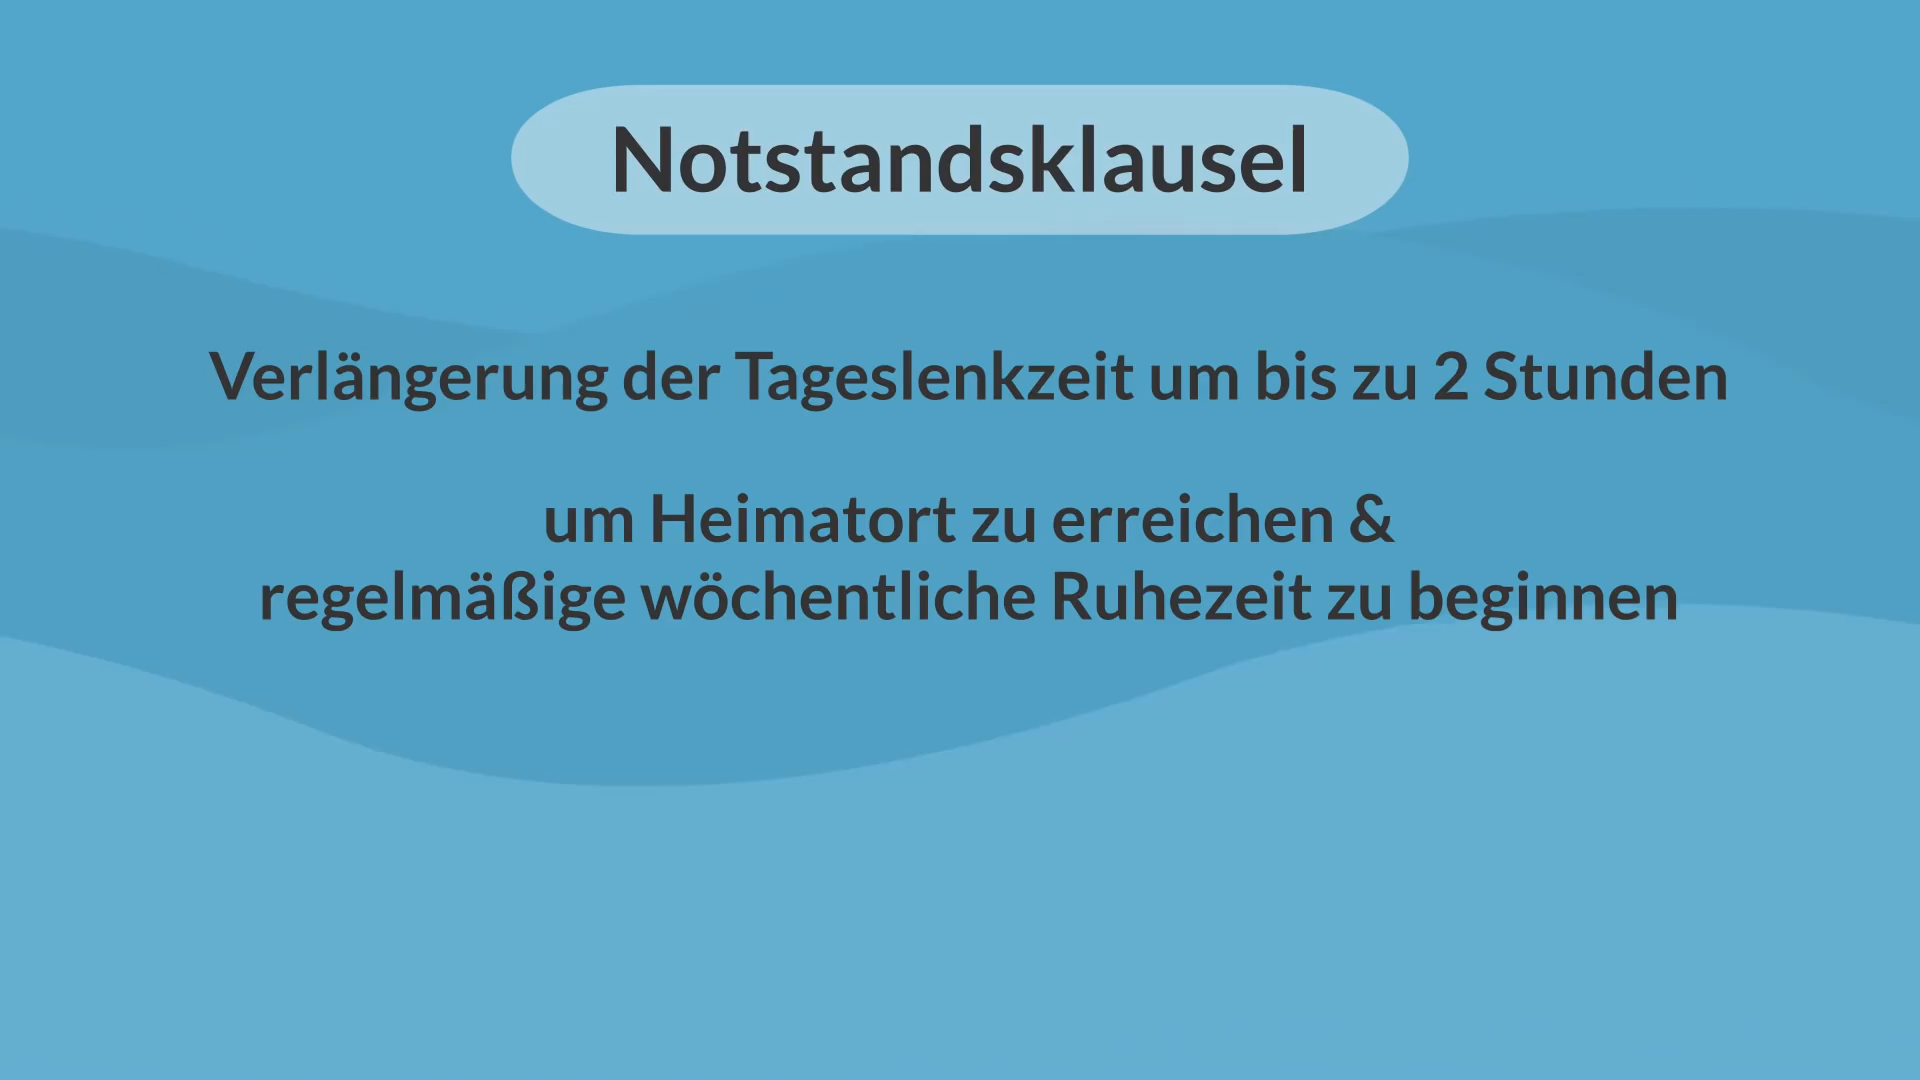 Notstandsklausel
Verlängerung der Tageslenkzeit um bis zu 2 Stunden
um Heimatort zu erreichen &
regelmäßige wöchentliche Ruhezeit zu beginnen